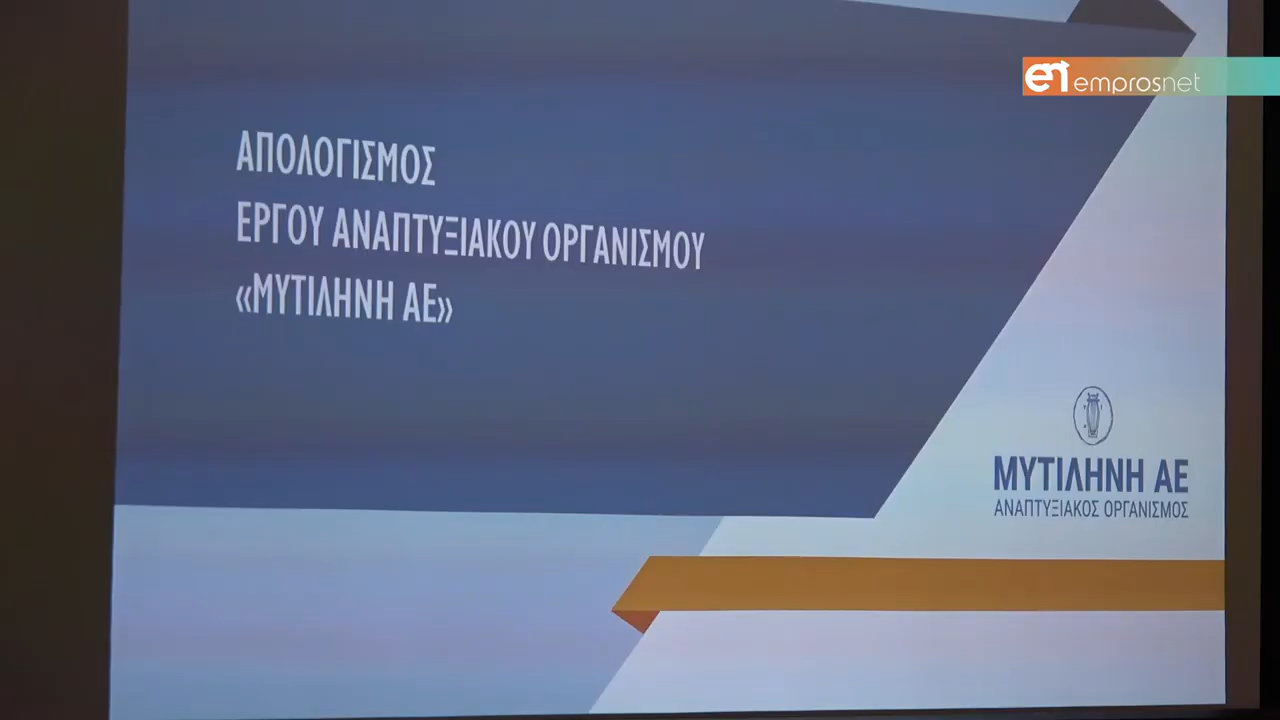 emprosnet
ΑΠΟΛΟΓΙΣΜΟΣ
ΕΡΓΟΥ ΑΝΑΠΤΥΞΙΑΚΟΥ ΟΡΓΑΝΙΣΜΟΥ
«ΜΥΤΙΛΗΝΗ ΑΕ»
ΜΥΤΙΛΗΝΗ ΑΕ
ΑΝΑΠΤΥΞΙΑΚΟΣ ΟΡΓΑΝΙΣΜΟΣ